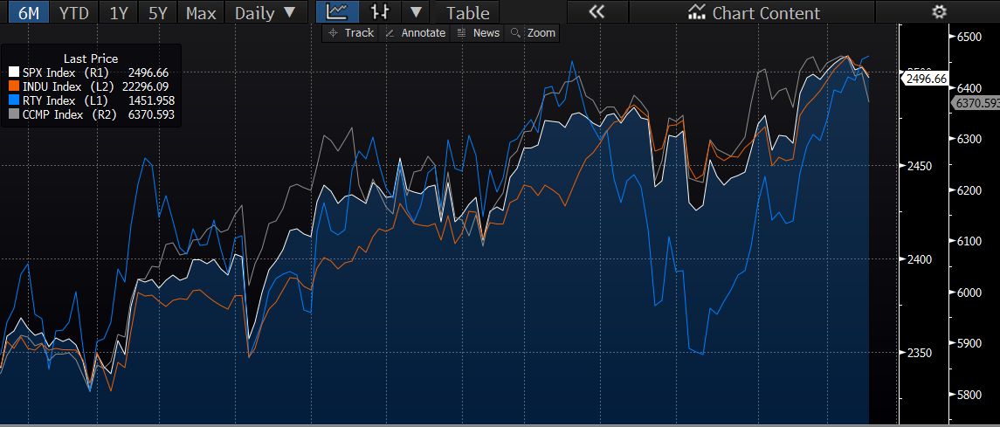 6M YTD 1Y 5Y Max Daily ▼ ▼ Table « Chart Content
Track Annotate News Zoom
Last Price
SPX Index (R1) 2496.66
INDU Index (L2) 22296.09
RTY Index (L1) 1451.958
CCMP Index (R2) 6370.593
2496.66
2450
2400
2350
6500
6400
6370.593
6300
6200
6100
6000
5900
5800